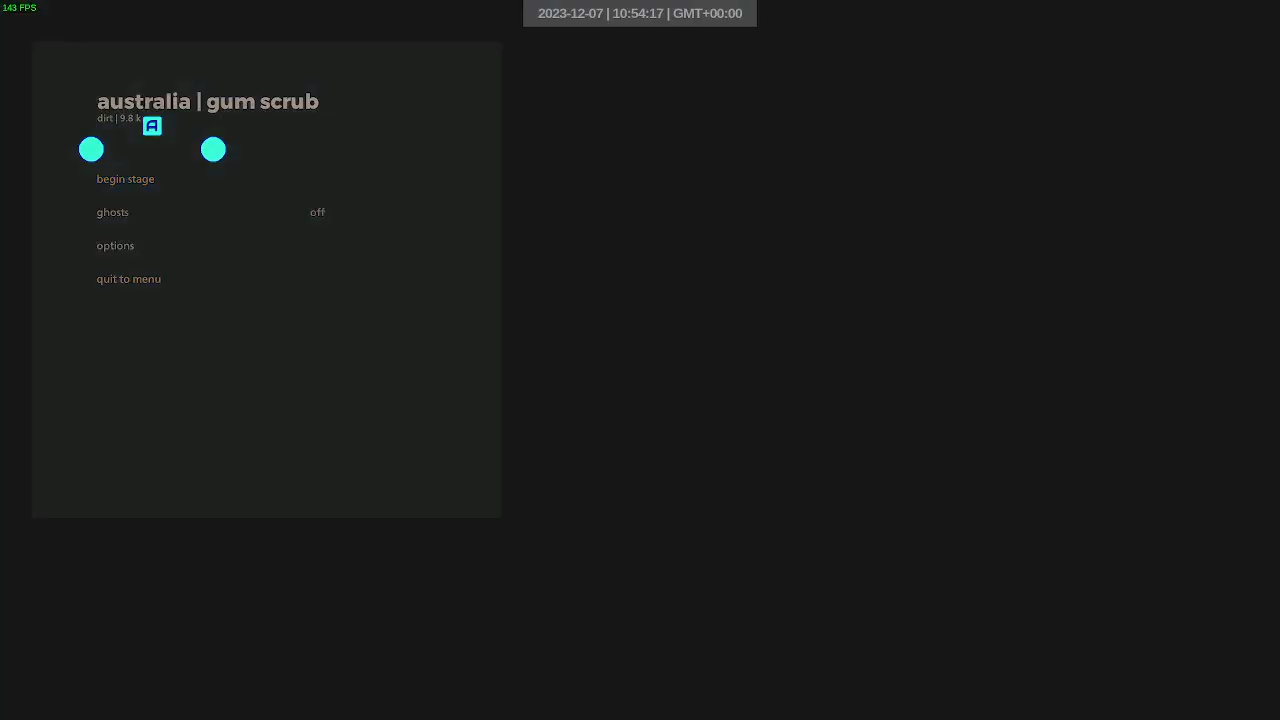 143 FPS
2023-12-07 | 10:54:17 | GMT+00:00
australia | gum scrub
dirt | 9.8 k
A
begin stage
ghosts off
options
quit to menu